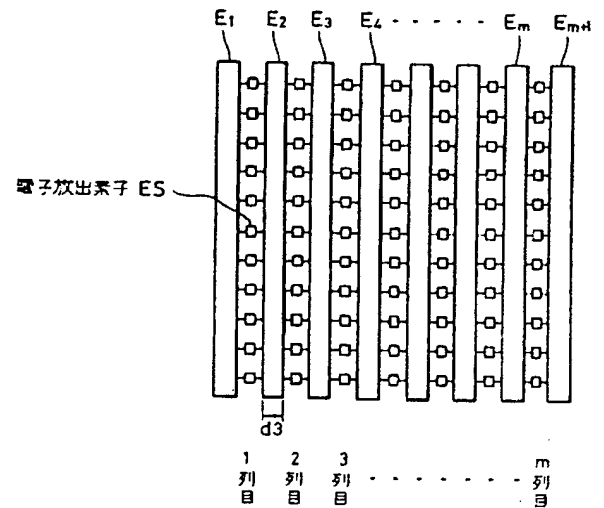 E1 E2 E3 E4 - - - - - - Em Em+1
電子放出素子 ES
d3
1列目 2列目 3列目 - - - - - - - m列目